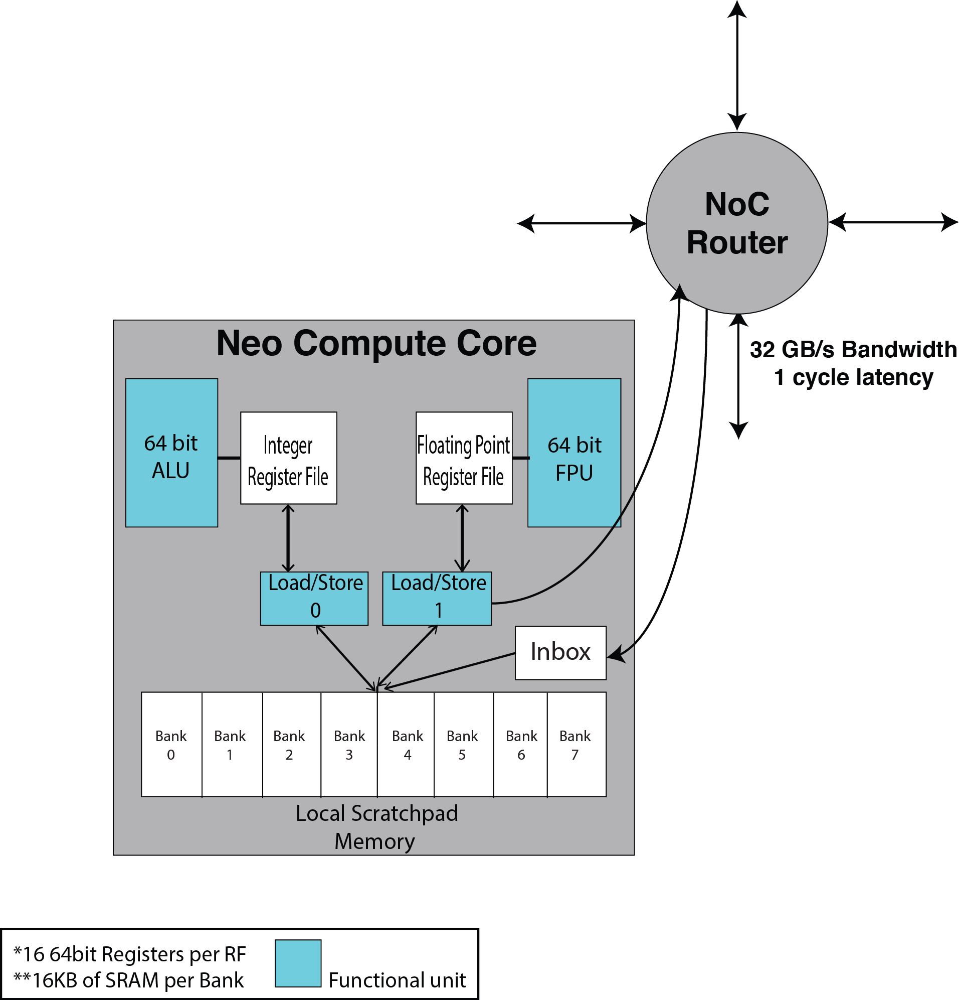 NoC
Router
Neo Compute Core
32 GB/s Bandwidth
1 cycle latency
64 bit
ALU
Integer
Register File
Floating Point
Register File
64 bit
FPU
Load/Store
0
Load/Store
1
Inbox
Bank
0
Bank
1
Bank
2
Bank
3
Bank
4
Bank
5
Bank
6
Bank
7
Local Scratchpad
Memory
*16 64bit Registers per RF
**16KB of SRAM per Bank
Functional unit